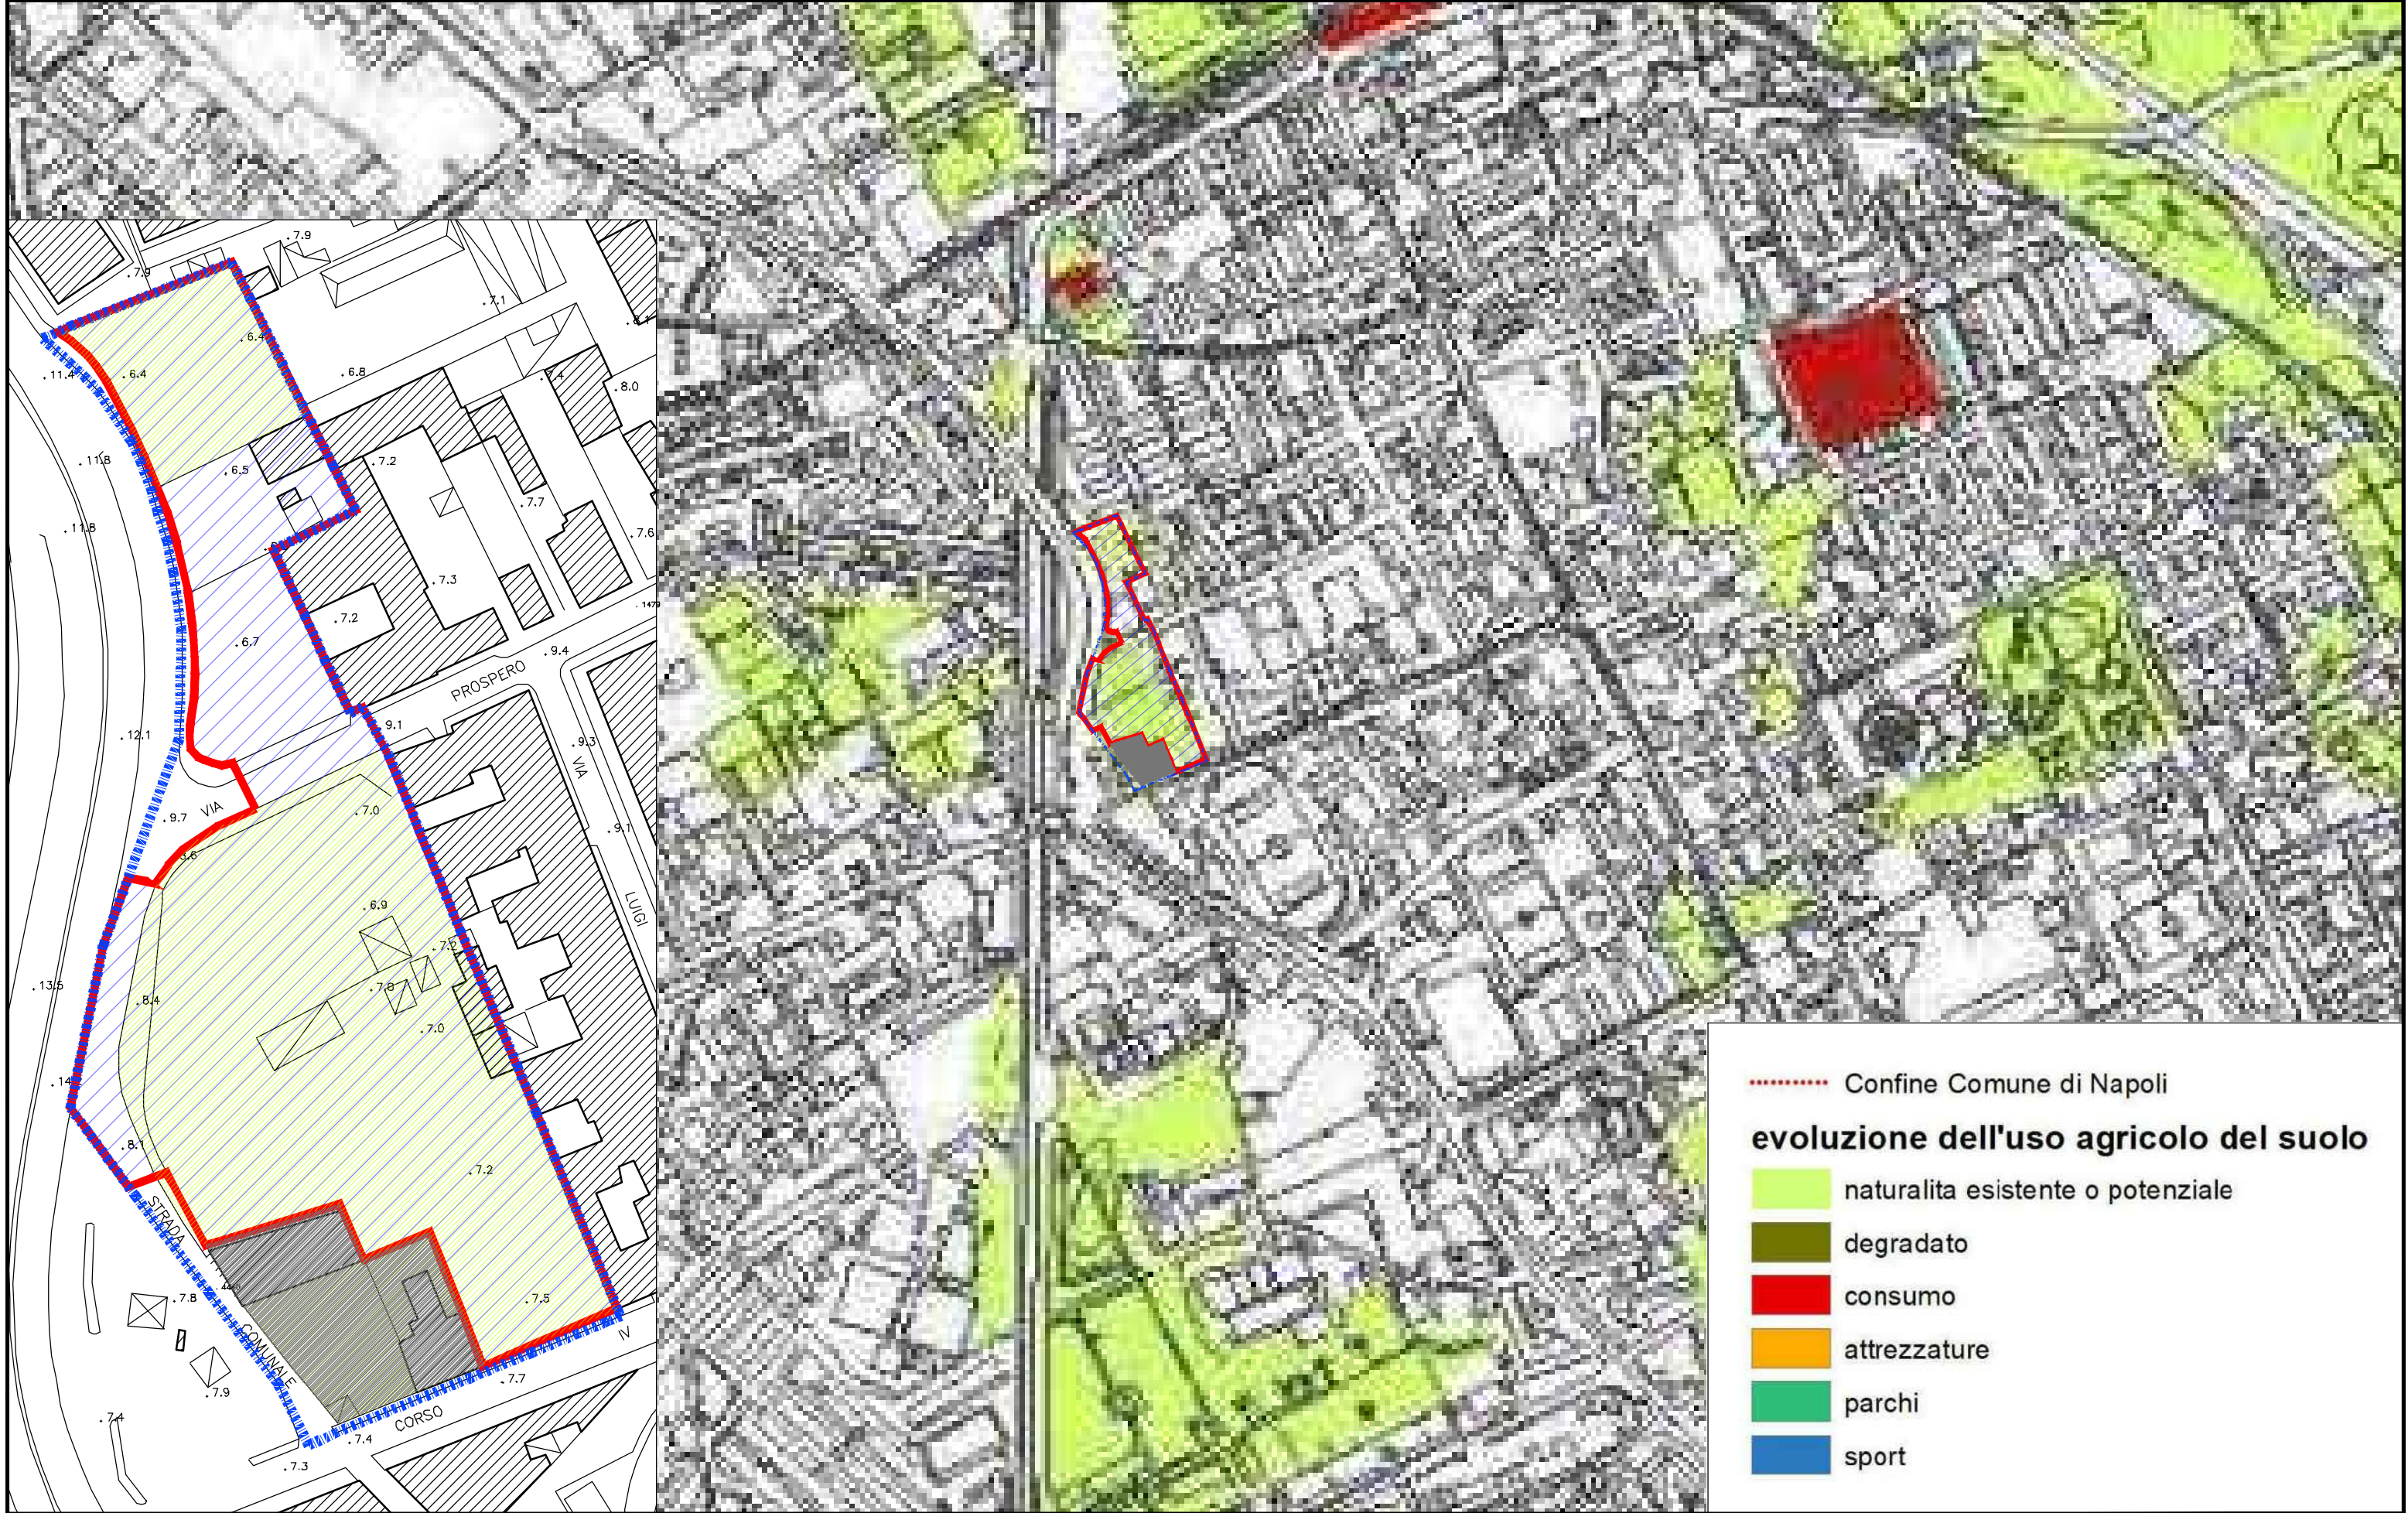 . 7.9
. 7.9
. 7.1
. 6.4
. 6.8
. 11.4
. 6.4
. 8.0
. 11.8
. 6.5
. 7.2
. 7.7
. 11.8
. 7.6
. 7.3
. 7.2
. 6.7
. 9.4
PROSPERO
. 9.1
. 9.3
VIA
. 12.1
. 7.0
VIA
. 9.7
. 9.1
. 6.9
LUIGI
. 7.2
. 13.5
. 8.4
. 7.0
. 8.1
. 7.2
STRADA
. 7.8
. 7.5
COMUNALE
IV
. 7.9
. 7.7
. 7.4
CORSO
. 7.4
. 7.3
Confine Comune di Napoli
evoluzione dell'uso agricolo del suolo
naturalita esistente o potenziale
degradato
consumo
attrezzature
parchi
sport